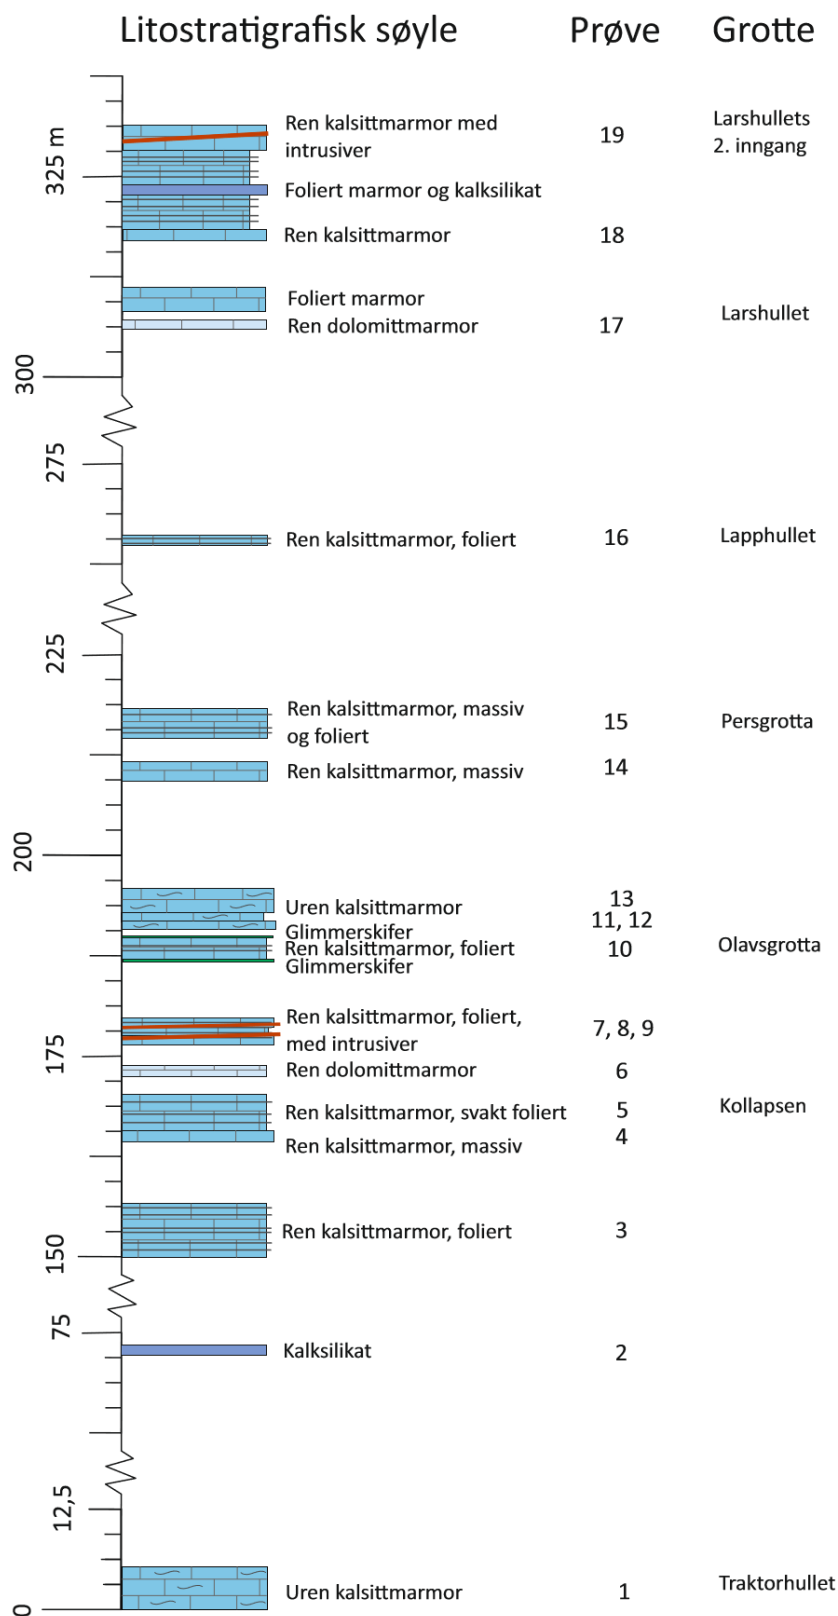 Litostratigrafisk søyle Prøve Grotte
Ren kalsittmarmor med
intrusiver
19
Larshullets
2. inngang
325 m
Foliert marmor og kalksilikat
Ren kalsittmarmor 18
Foliert marmor
Larshullet
Ren dolomittmarmor 17
300
275
Ren kalsittmarmor, foliert 16 Lapphullet
225
Ren kalsittmarmor, massiv
og foliert
15 Persgrotta
Ren kalsittmarmor, massiv 14
200
13
Uren kalsittmarmor
11, 12
Glimmerskifer
Ren kalsittmarmor, foliert 10 Olavsgrotta
Glimmerskifer
Ren kalsittmarmor, foliert,
med intrusiver
7, 8, 9
175
Ren dolomittmarmor 6
Ren kalsittmarmor, svakt foliert 5 Kollapsen
Ren kalsittmarmor, massiv 4
Ren kalsittmarmor, foliert 3
150
75
Kalksilikat 2
12,5
Uren kalsittmarmor 1 Traktorhullet
0